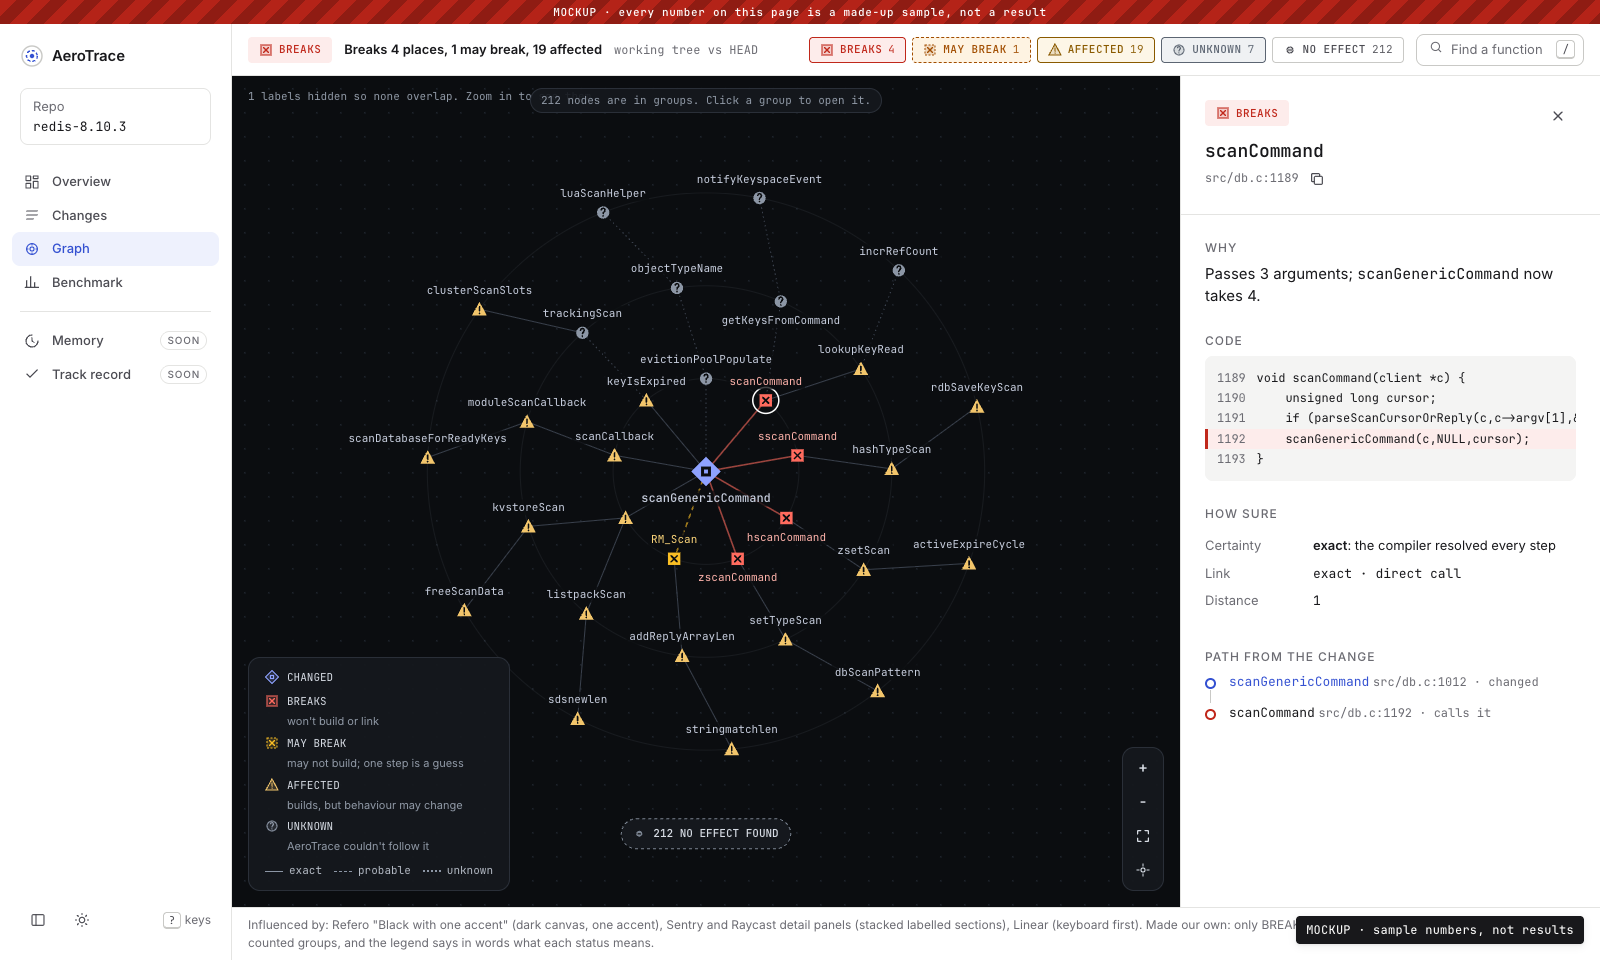 MOCKUP · every number on this page is a made-up sample, not a result
AeroTrace
Repo
redis-8.10.3
Overview
Changes
Graph
Benchmark
Memory SOON
Track record SOON
? keys
BREAKS
Breaks 4 places, 1 may break, 19 affected
working tree vs HEAD
BREAKS 4
MAY BREAK 1
AFFECTED 19
UNKNOWN 7
NO EFFECT 212
Find a function /
1 labels hidden so none overlap. Zoom in to
212 nodes are in groups. Click a group to open it.
notifyKeyspaceEvent
luaScanHelper
incrRefCount
objectTypeName
clusterScanSlots
trackingScan
getKeysFromCommand
lookupKeyRead
evictionPoolPopulate
keyIsExpired
scanCommand
rdbSaveKeyScan
moduleScanCallback
scanDatabaseForReadyKeys
scanCallback
sscanCommand
hashTypeScan
scanGenericCommand
kvstoreScan
RM_Scan
hscanCommand
zsetScan
activeExpireCycle
zscanCommand
freeScanData
listpackScan
setTypeScan
addReplyArrayLen
dbScanPattern
sdsnewlen
stringmatchlen
CHANGED
BREAKS
won't build or link
MAY BREAK
may not build; one step is a guess
AFFECTED
builds, but behaviour may change
UNKNOWN
AeroTrace couldn't follow it
exact probable unknown
212 NO EFFECT FOUND
+
-
BREAKS
scanCommand
src/db.c:1189
WHY
Passes 3 arguments; scanGenericCommand now
takes 4.
CODE
1189 void scanCommand(client *c) {
1190 unsigned long cursor;
1191 if (parseScanCursorOrReply(c,c->argv[1],&
1192 scanGenericCommand(c,NULL,cursor);
1193 }
HOW SURE
Certainty exact: the compiler resolved every step
Link exact · direct call
Distance 1
PATH FROM THE CHANGE
scanGenericCommand src/db.c:1012 · changed
scanCommand src/db.c:1192 · calls it
Influenced by: Refero "Black with one accent" (dark canvas, one accent), Sentry and Raycast detail panels (stacked labelled sections), Linear (keyboard first). Made our own: only BREA
counted groups, and the legend says in words what each status means.
MOCKUP · sample numbers, not results